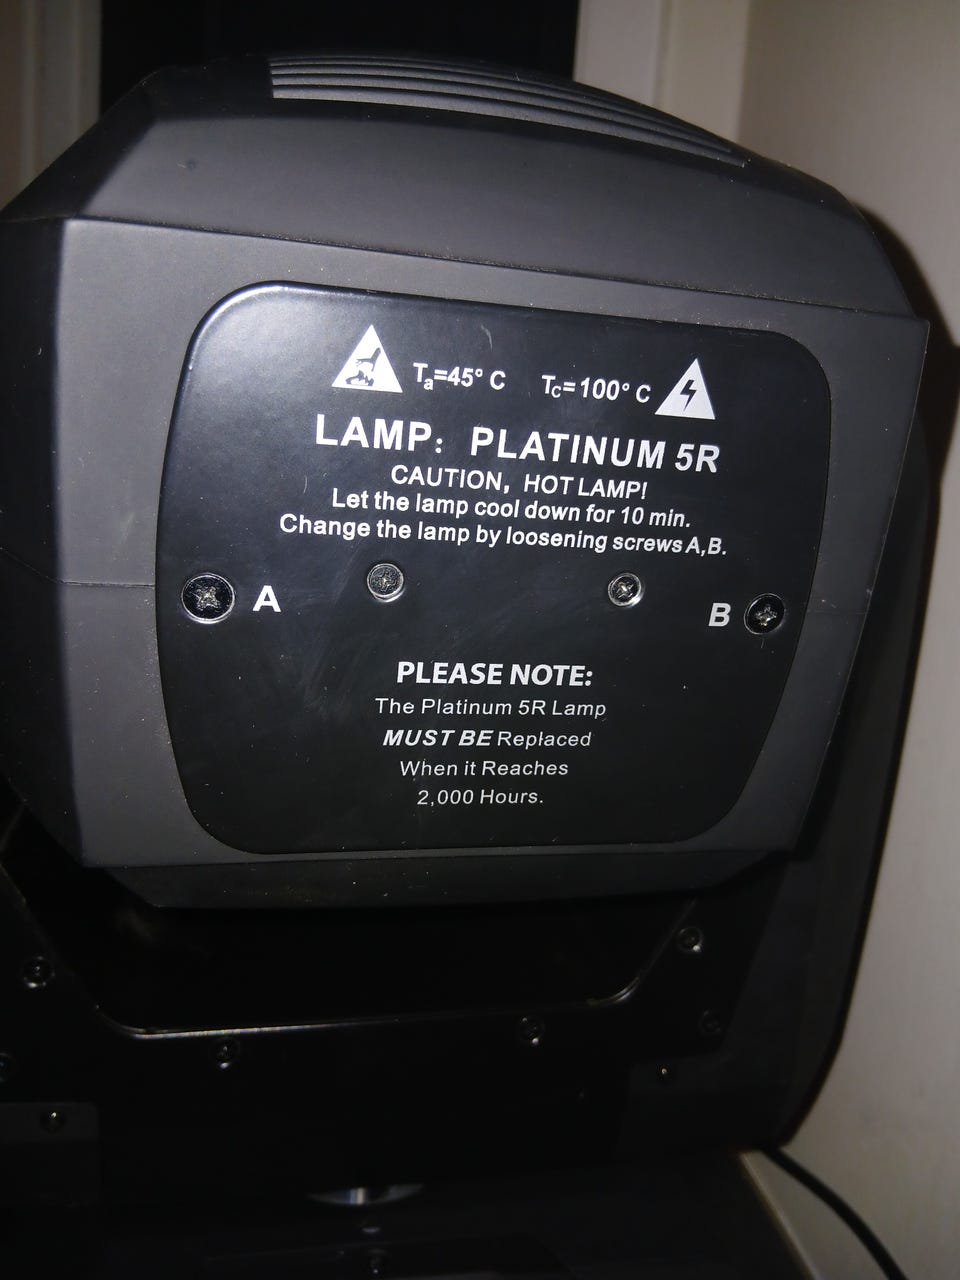 Ta=45° C Tc=100° C
LAMP: PLATINUM 5R
CAUTION, HOT LAMP!
Let the lamp cool down for 10 min.
Change the lamp by loosening screws A,B.
A
B
PLEASE NOTE:
The Platinum 5R Lamp
MUST BE Replaced
When it Reaches
2,000 Hours.